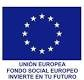 UNIÓN EUROPEA
FONDO SOCIAL EUROPEO
INVIERTE EN TU FUTURO